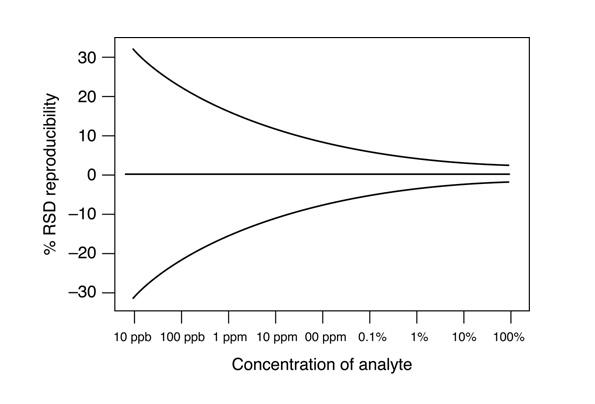 % RSD reproducibility
30
20
10
0
–10
–20
–30
10 ppb 100 ppb 1 ppm 10 ppm 00 ppm 0.1% 1% 10% 100%
Concentration of analyte